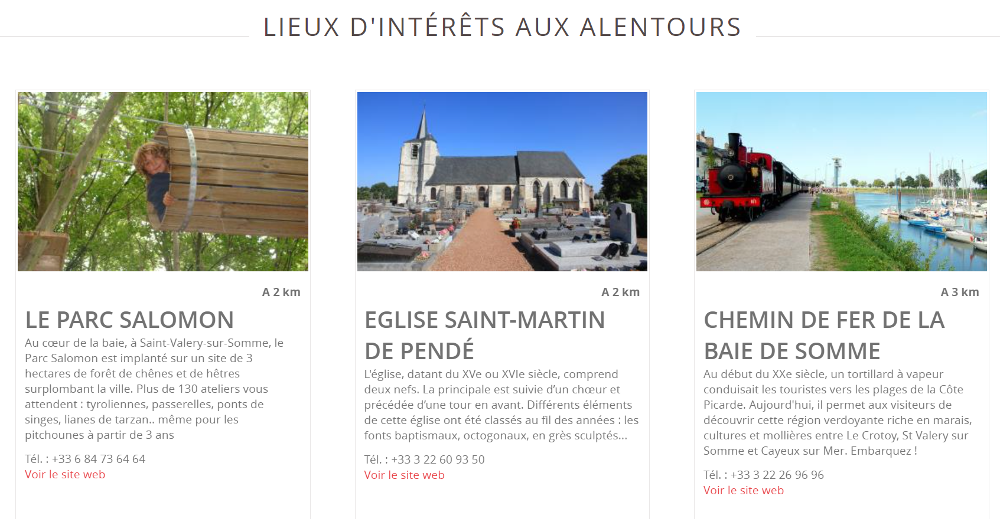 LIEUX D'INTÉRÊTS AUX ALENTOURS
A 2 km
LE PARC SALOMON
Au cœur de la baie, à Saint-Valery-sur-Somme, le
Parc Salomon est implanté sur un site de 3
hectares de forêt de chênes et de hêtres
surplombant la ville. Plus de 130 ateliers vous
attendent : tyroliennes, passerelles, ponts de
singes, lianes de tarzan.. même pour les
pitchounes à partir de 3 ans
Tél. : +33 6 84 73 64 64
Voir le site web
A 2 km
EGLISE SAINT-MARTIN
DE PENDÉ
L'église, datant du XVe ou XVIe siècle, comprend
deux nefs. La principale est suivie d’un chœur et
précédée d’une tour en avant. Différents éléments
de cette église ont été classés au fil des années : les
fonts baptismaux, octogonaux, en grès sculptés...
Tél. : +33 3 22 60 93 50
Voir le site web
A 3 km
CHEMIN DE FER DE LA
BAIE DE SOMME
Au début du XXe siècle, un tortillard à vapeur
conduisait les touristes vers les plages de la Côte
Picarde. Aujourd'hui, il permet aux visiteurs de
découvrir cette région verdoyante riche en marais,
cultures et mollières entre Le Crotoy, St Valery sur
Somme et Cayeux sur Mer. Embarquez !
Tél. : +33 3 22 26 96 96
Voir le site web